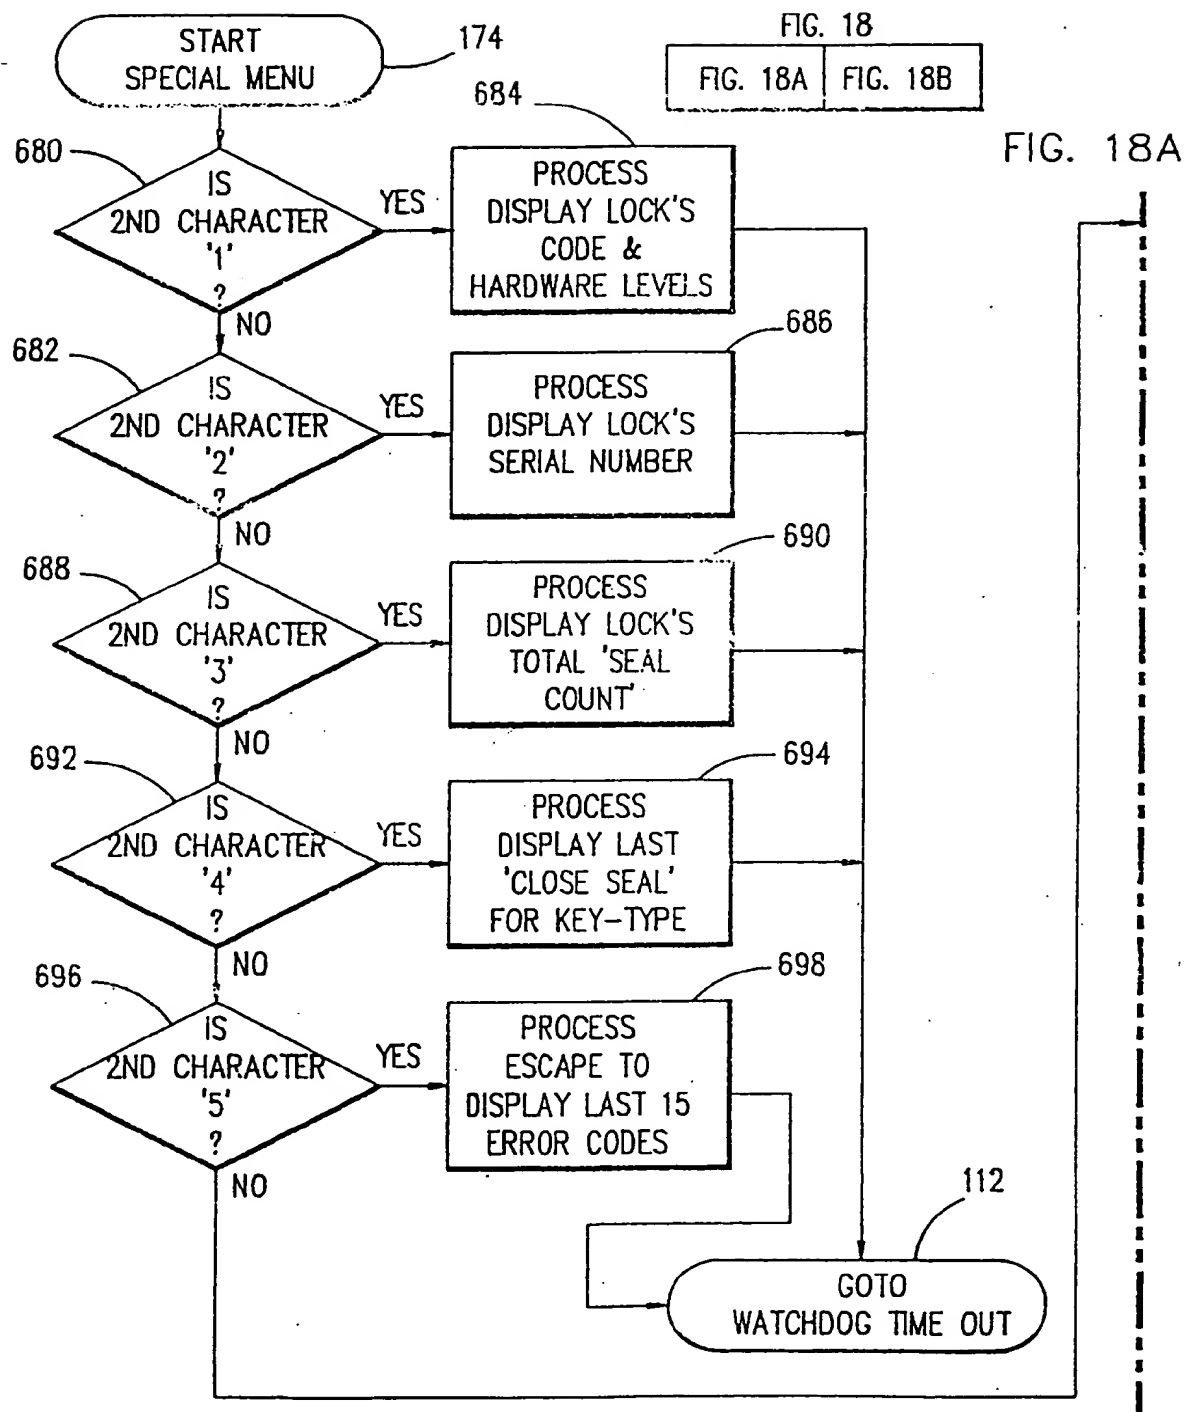 START
SPECIAL MENU
174
FIG. 18
FIG. 18A FIG. 18B
FIG. 18A
680
IS
2ND CHARACTER
'1'
?
YES
NO
684
PROCESS
DISPLAY LOCK'S
CODE &
HARDWARE LEVELS
682
IS
2ND CHARACTER
'2'
?
YES
NO
686
PROCESS
DISPLAY LOCK'S
SERIAL NUMBER
688
IS
2ND CHARACTER
'3'
?
YES
NO
690
PROCESS
DISPLAY LOCK'S
TOTAL 'SEAL
COUNT'
692
IS
2ND CHARACTER
'4'
?
YES
NO
694
PROCESS
DISPLAY LAST
'CLOSE SEAL'
FOR KEY-TYPE
696
IS
2ND CHARACTER
'5'
?
YES
NO
698
PROCESS
ESCAPE TO
DISPLAY LAST 15
ERROR CODES
112
GOTO
WATCHDOG TIME OUT